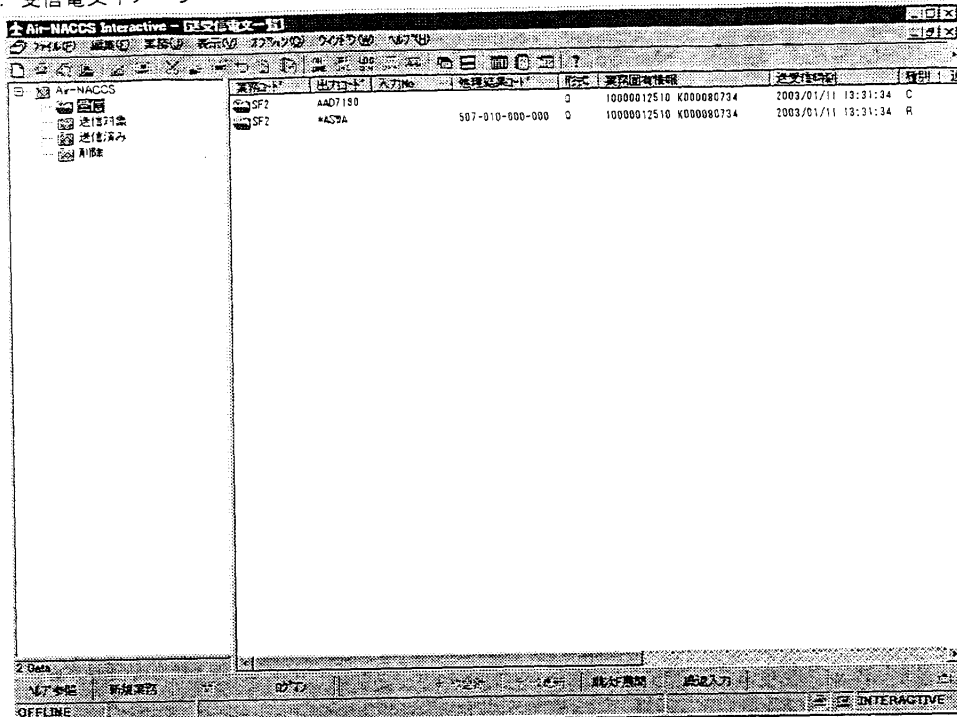 . 受信電文イメージ
Air-NACCS Interactive - [送受信電文一覧]
ファイル(F) 編集(E) 業務(J) 表示(V) オプション(O) ウィンドウ(W) ヘルプ(H)
業務コード 出力コード 入力No 処理結果コード 形式 業務固有情報 送受信時刻 種別
Air-NACCS
受信
送信対象
送信済み
削除
SF2 AAD7190 Q 10000012510 K000080734 2003/01/11 13:31:34 C
SF2 *AS9A 507-010-000-000 Q 10000012510 K000080734 2003/01/11 13:31:34 R
2 Data
ヘルプ参照 新規業務 ログオン 繰返入力
OFFLINE INTERACTIVE